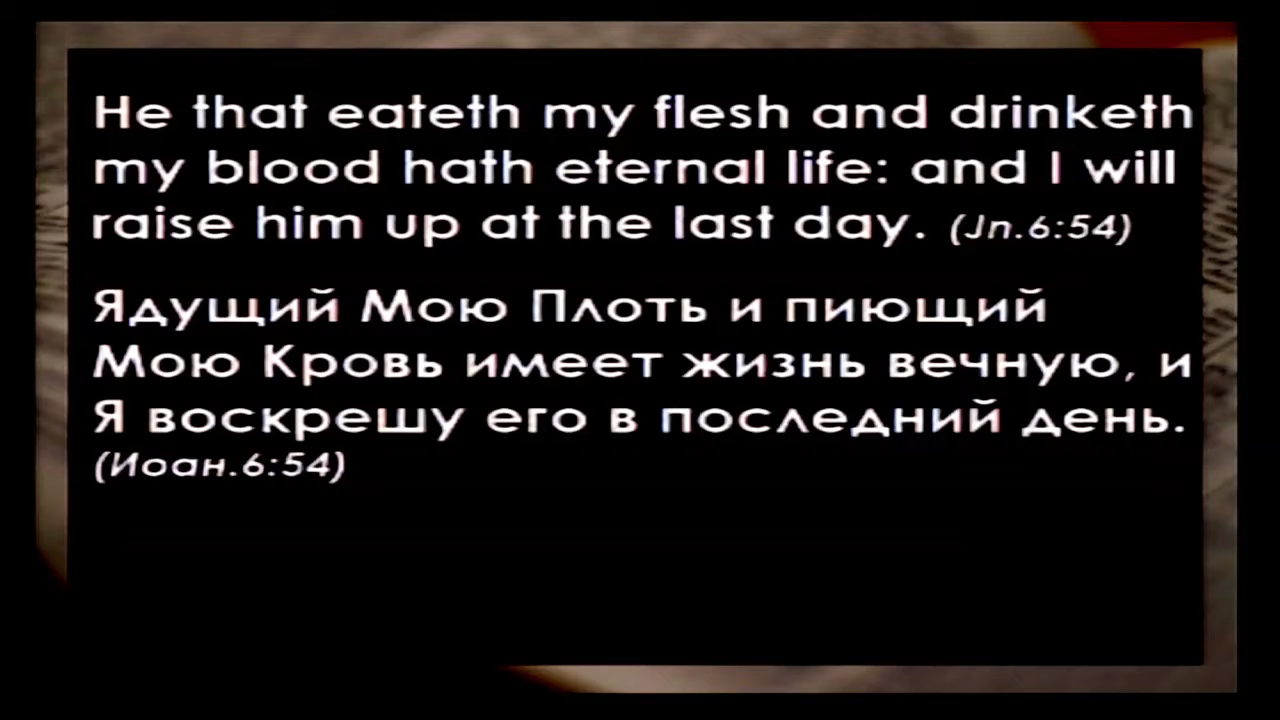 He that eateth my flesh and drinketh
my blood hath eternal life: and I will
raise him up at the last day. (Jn.6:54)
Ядущий Мою Плоть и пиющий
Мою Кровь имеет жизнь вечную, и
Я воскрешу его в последний день.
(Иоан.6:54)